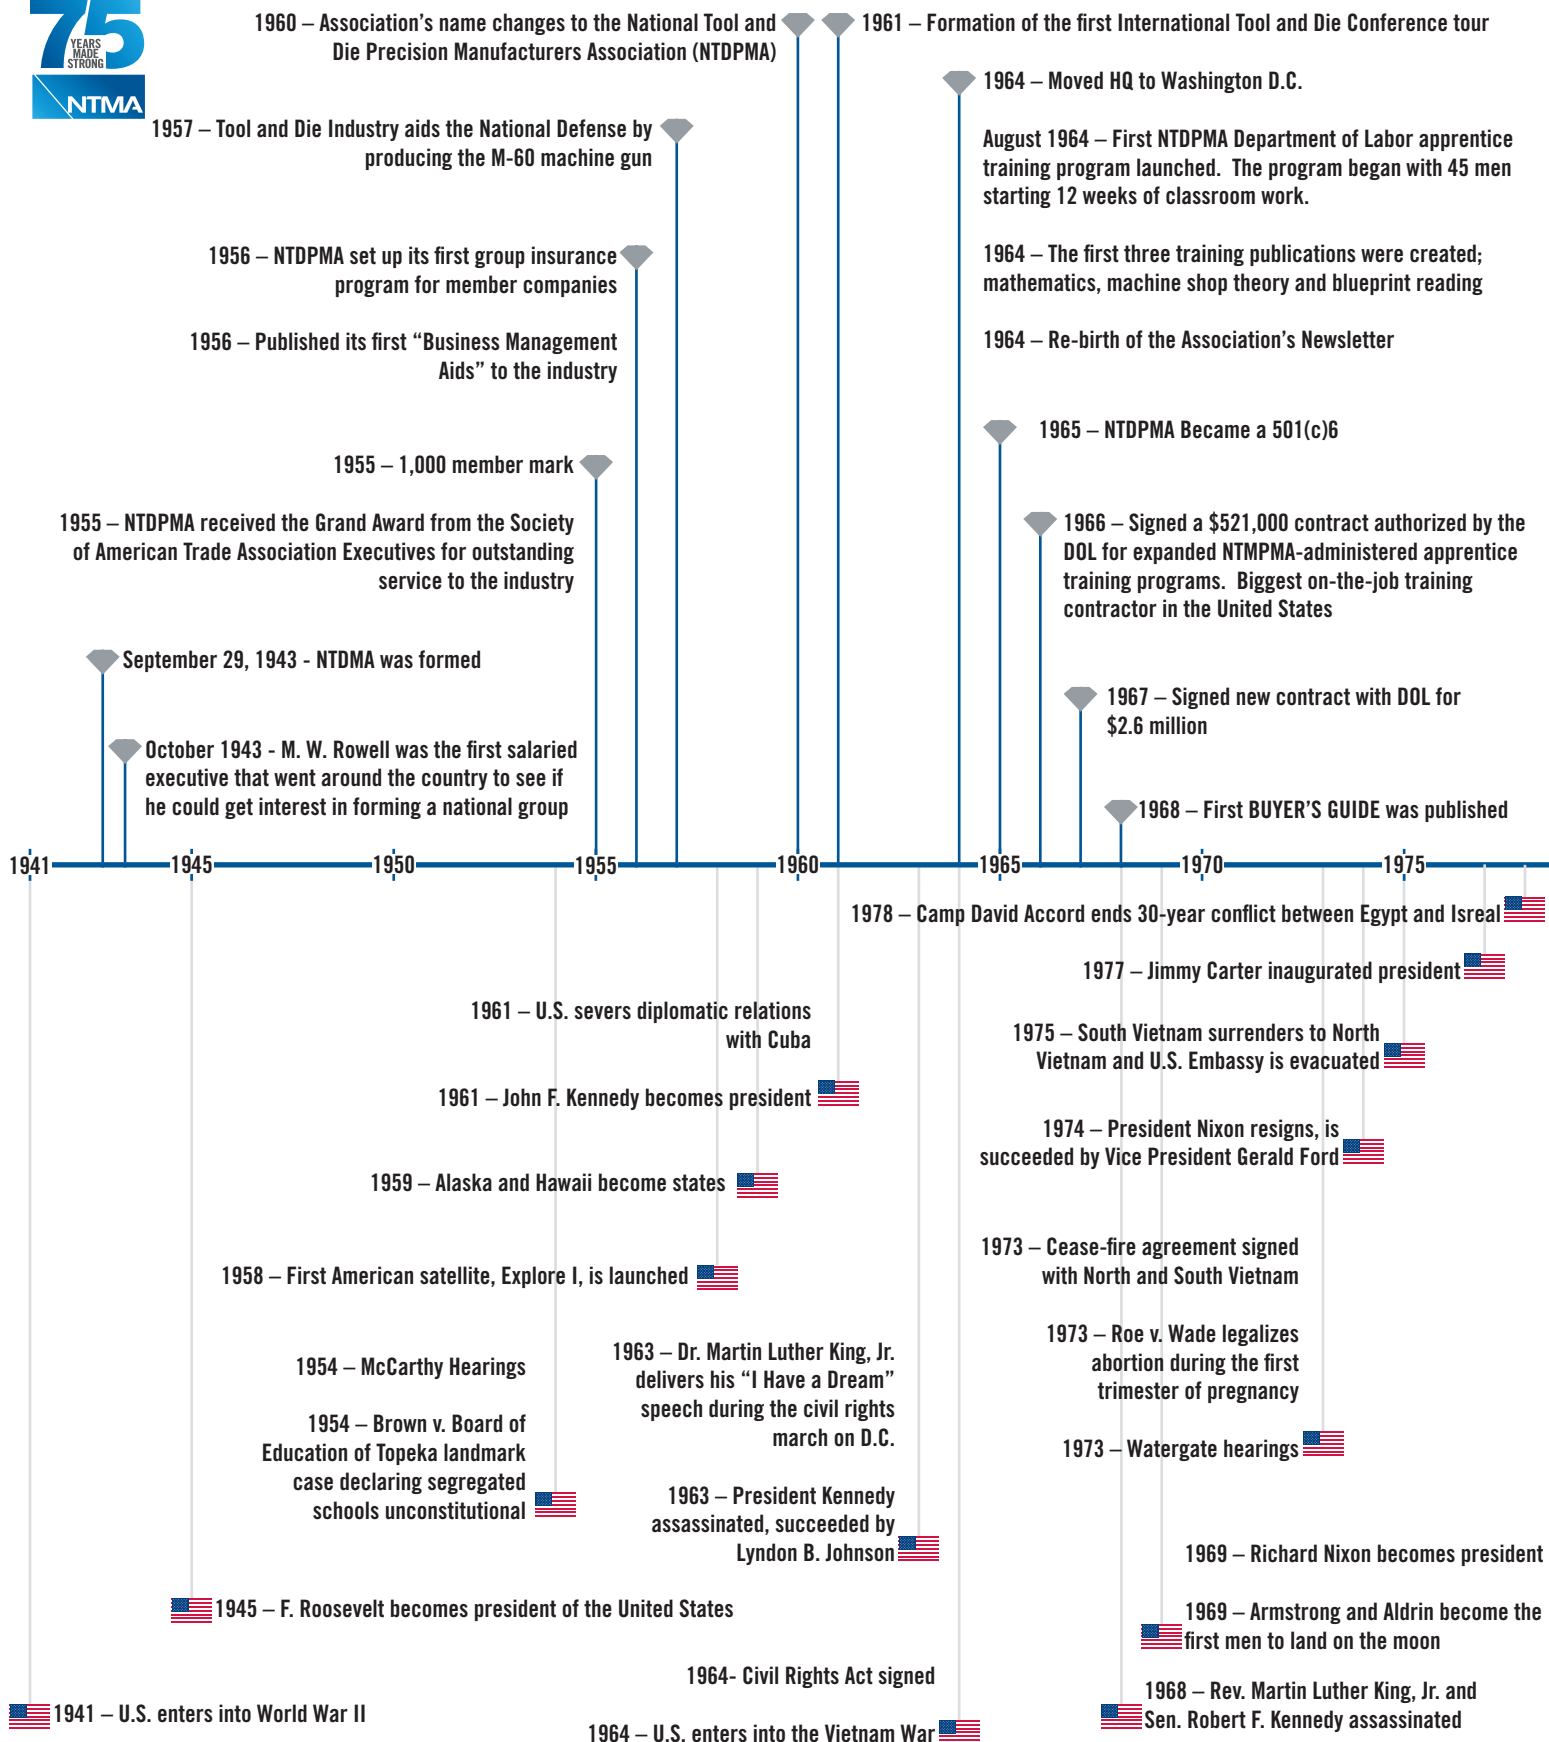 75
YEARS
MADE
STRONG
NTMA
1960 – Association’s name changes to the National Tool and
Die Precision Manufacturers Association (NTDPMA)
1961 – Formation of the first International Tool and Die Conference tour
1964 – Moved HQ to Washington D.C.
August 1964 – First NTDPMA Department of Labor apprentice
training program launched.  The program began with 45 men
starting 12 weeks of classroom work.
1964 – The first three training publications were created;
mathematics, machine shop theory and blueprint reading
1964 – Re-birth of the Association’s Newsletter
1957 – Tool and Die Industry aids the National Defense by
producing the M-60 machine gun
1956 – NTDPMA set up its first group insurance
program for member companies
1956 – Published its first “Business Management
Aids” to the industry
1965 – NTDPMA Became a 501(c)6
1955 – 1,000 member mark
1955 – NTDPMA received the Grand Award from the Society
of American Trade Association Executives for outstanding
service to the industry
1966 – Signed a $521,000 contract authorized by the
DOL for expanded NTMPMA-administered apprentice
training programs.  Biggest on-the-job training
contractor in the United States
September 29, 1943 - NTDMA was formed
1967 – Signed new contract with DOL for
$2.6 million
October 1943 - M. W. Rowell was the first salaried
executive that went around the country to see if
he could get interest in forming a national group
1968 – First BUYER’S GUIDE was published
1941 1945 1950 1955 1960 1965 1970 1975
1978 – Camp David Accord ends 30-year conflict between Egypt and Isreal
1977 – Jimmy Carter inaugurated president
1961 – U.S. severs diplomatic relations
with Cuba
1975 – South Vietnam surrenders to North
Vietnam and U.S. Embassy is evacuated
1961 – John F. Kennedy becomes president
1974 – President Nixon resigns, is
succeeded by Vice President Gerald Ford
1959 – Alaska and Hawaii become states
1973 – Cease-fire agreement signed
with North and South Vietnam
1958 – First American satellite, Explore I, is launched
1973 – Roe v. Wade legalizes
abortion during the first
trimester of pregnancy
1954 – McCarthy Hearings
1954 – Brown v. Board of
Education of Topeka landmark
case declaring segregated
schools unconstitutional
1963 – Dr. Martin Luther King, Jr.
delivers his “I Have a Dream”
speech during the civil rights
march on D.C.
1973 – Watergate hearings
1963 – President Kennedy
assassinated, succeeded by
Lyndon B. Johnson
1969 – Richard Nixon becomes president
1945 – F. Roosevelt becomes president of the United States
1969 – Armstrong and Aldrin become the
first men to land on the moon
1964- Civil Rights Act signed
1968 – Rev. Martin Luther King, Jr. and
Sen. Robert F. Kennedy assassinated
1941 – U.S. enters into World War II
1964 – U.S. enters into the Vietnam War